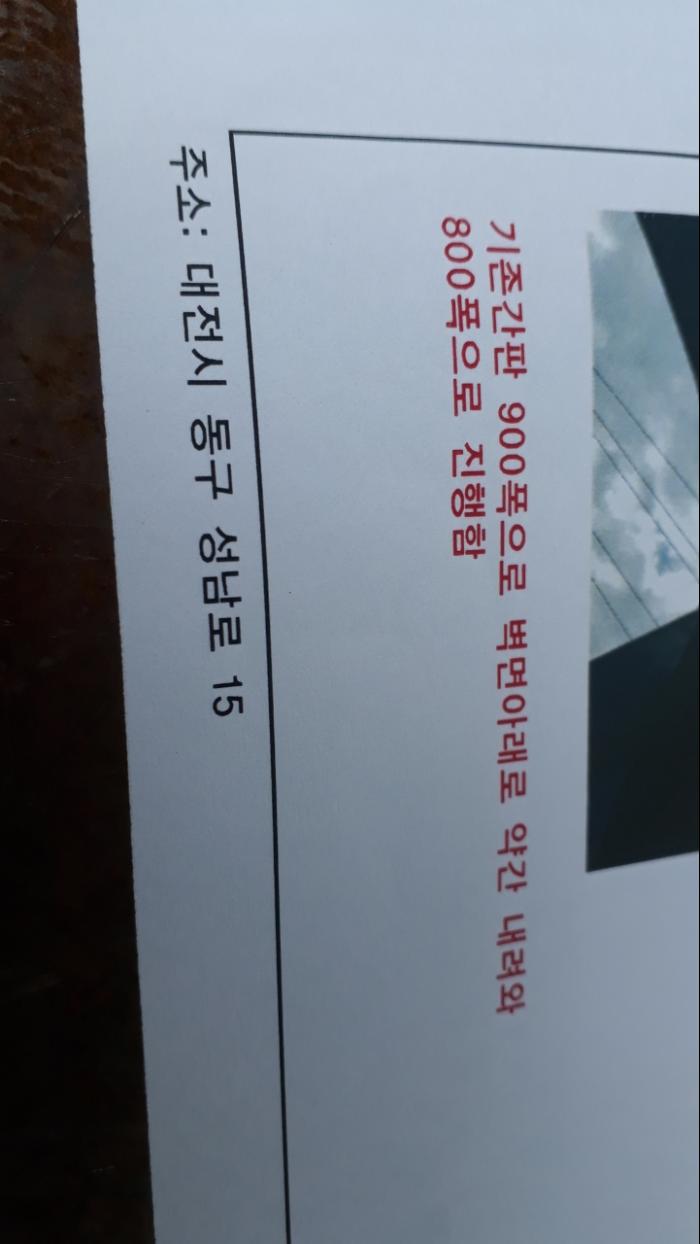 기존간판 900폭으로 벽면아래로 약간 내려와
800폭으로 진행함
주소: 대전시 동구 성남로 15